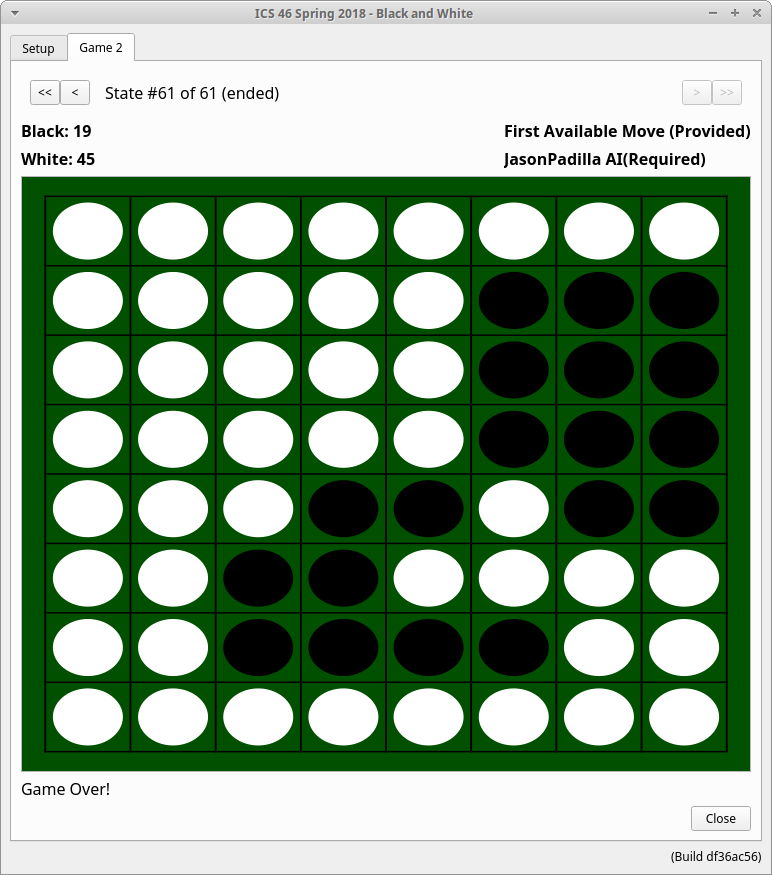 ICS 46 Spring 2018 - Black and White
Setup
Game 2
<< < State #61 of 61 (ended) > >>
Black: 19 First Available Move (Provided)
White: 45 JasonPadilla AI(Required)
Game Over!
Close
(Build df36ac56)